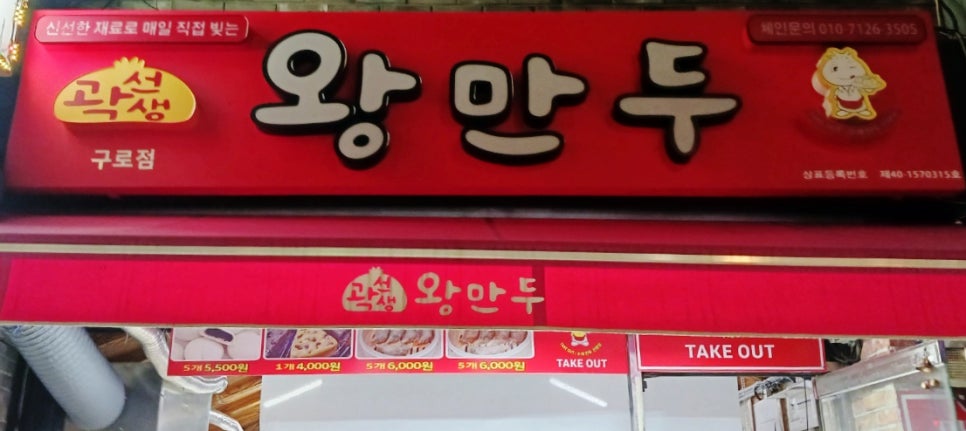 신선한 재료로 매일 직접 빚는
체인문의 010 7126 3505
곽선생
왕만두
구로점
상표등록번호 제40-1570315호
곽선생 왕만두
5개 5,500원
1개 4,000원
5개 6,000원
5개 6,000원
TAKE OUT
TAKE OUT